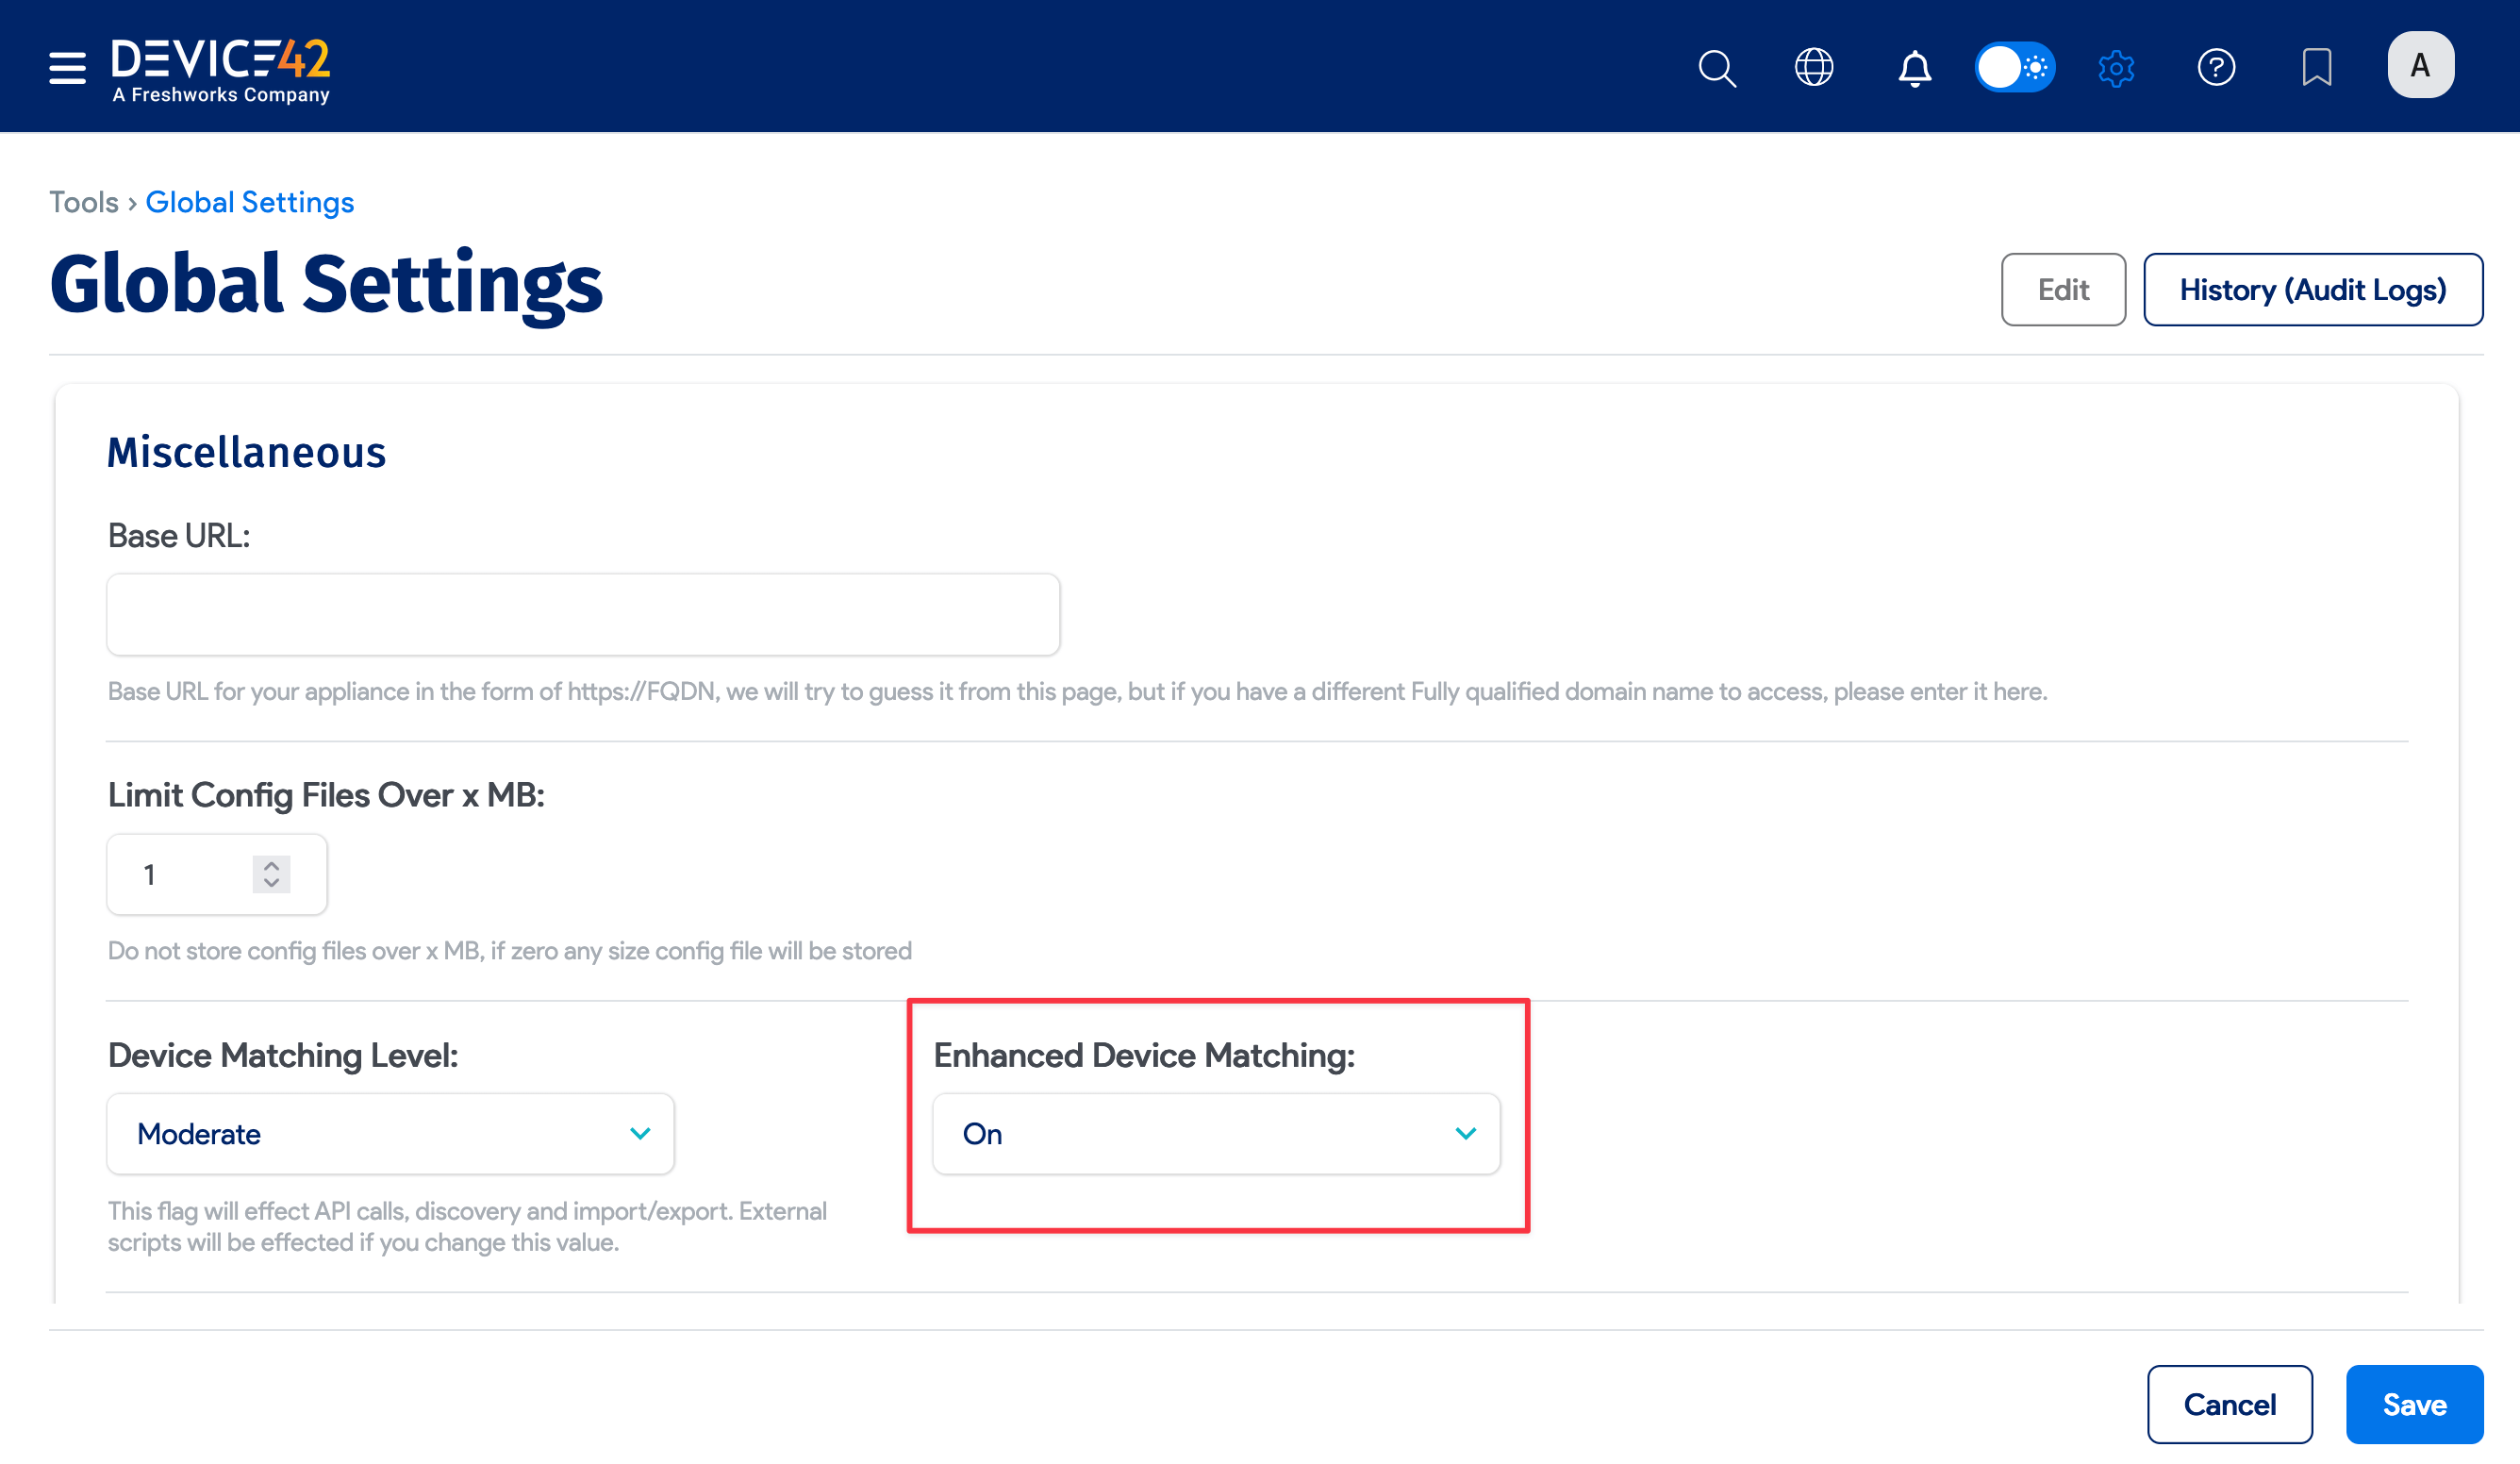 DEVICE42
A Freshworks Company
A
Tools › Global Settings
Global Settings
Edit
History (Audit Logs)
Miscellaneous
Base URL:
Base URL for your appliance in the form of https://FQDN, we will try to guess it from this page, but if you have a different Fully qualified domain name to access, please enter it here.
Limit Config Files Over x MB:
1
Do not store config files over x MB, if zero any size config file will be stored
Device Matching Level:
Enhanced Device Matching:
Moderate
On
This flag will effect API calls, discovery and import/export. External
scripts will be effected if you change this value.
Cancel
Save